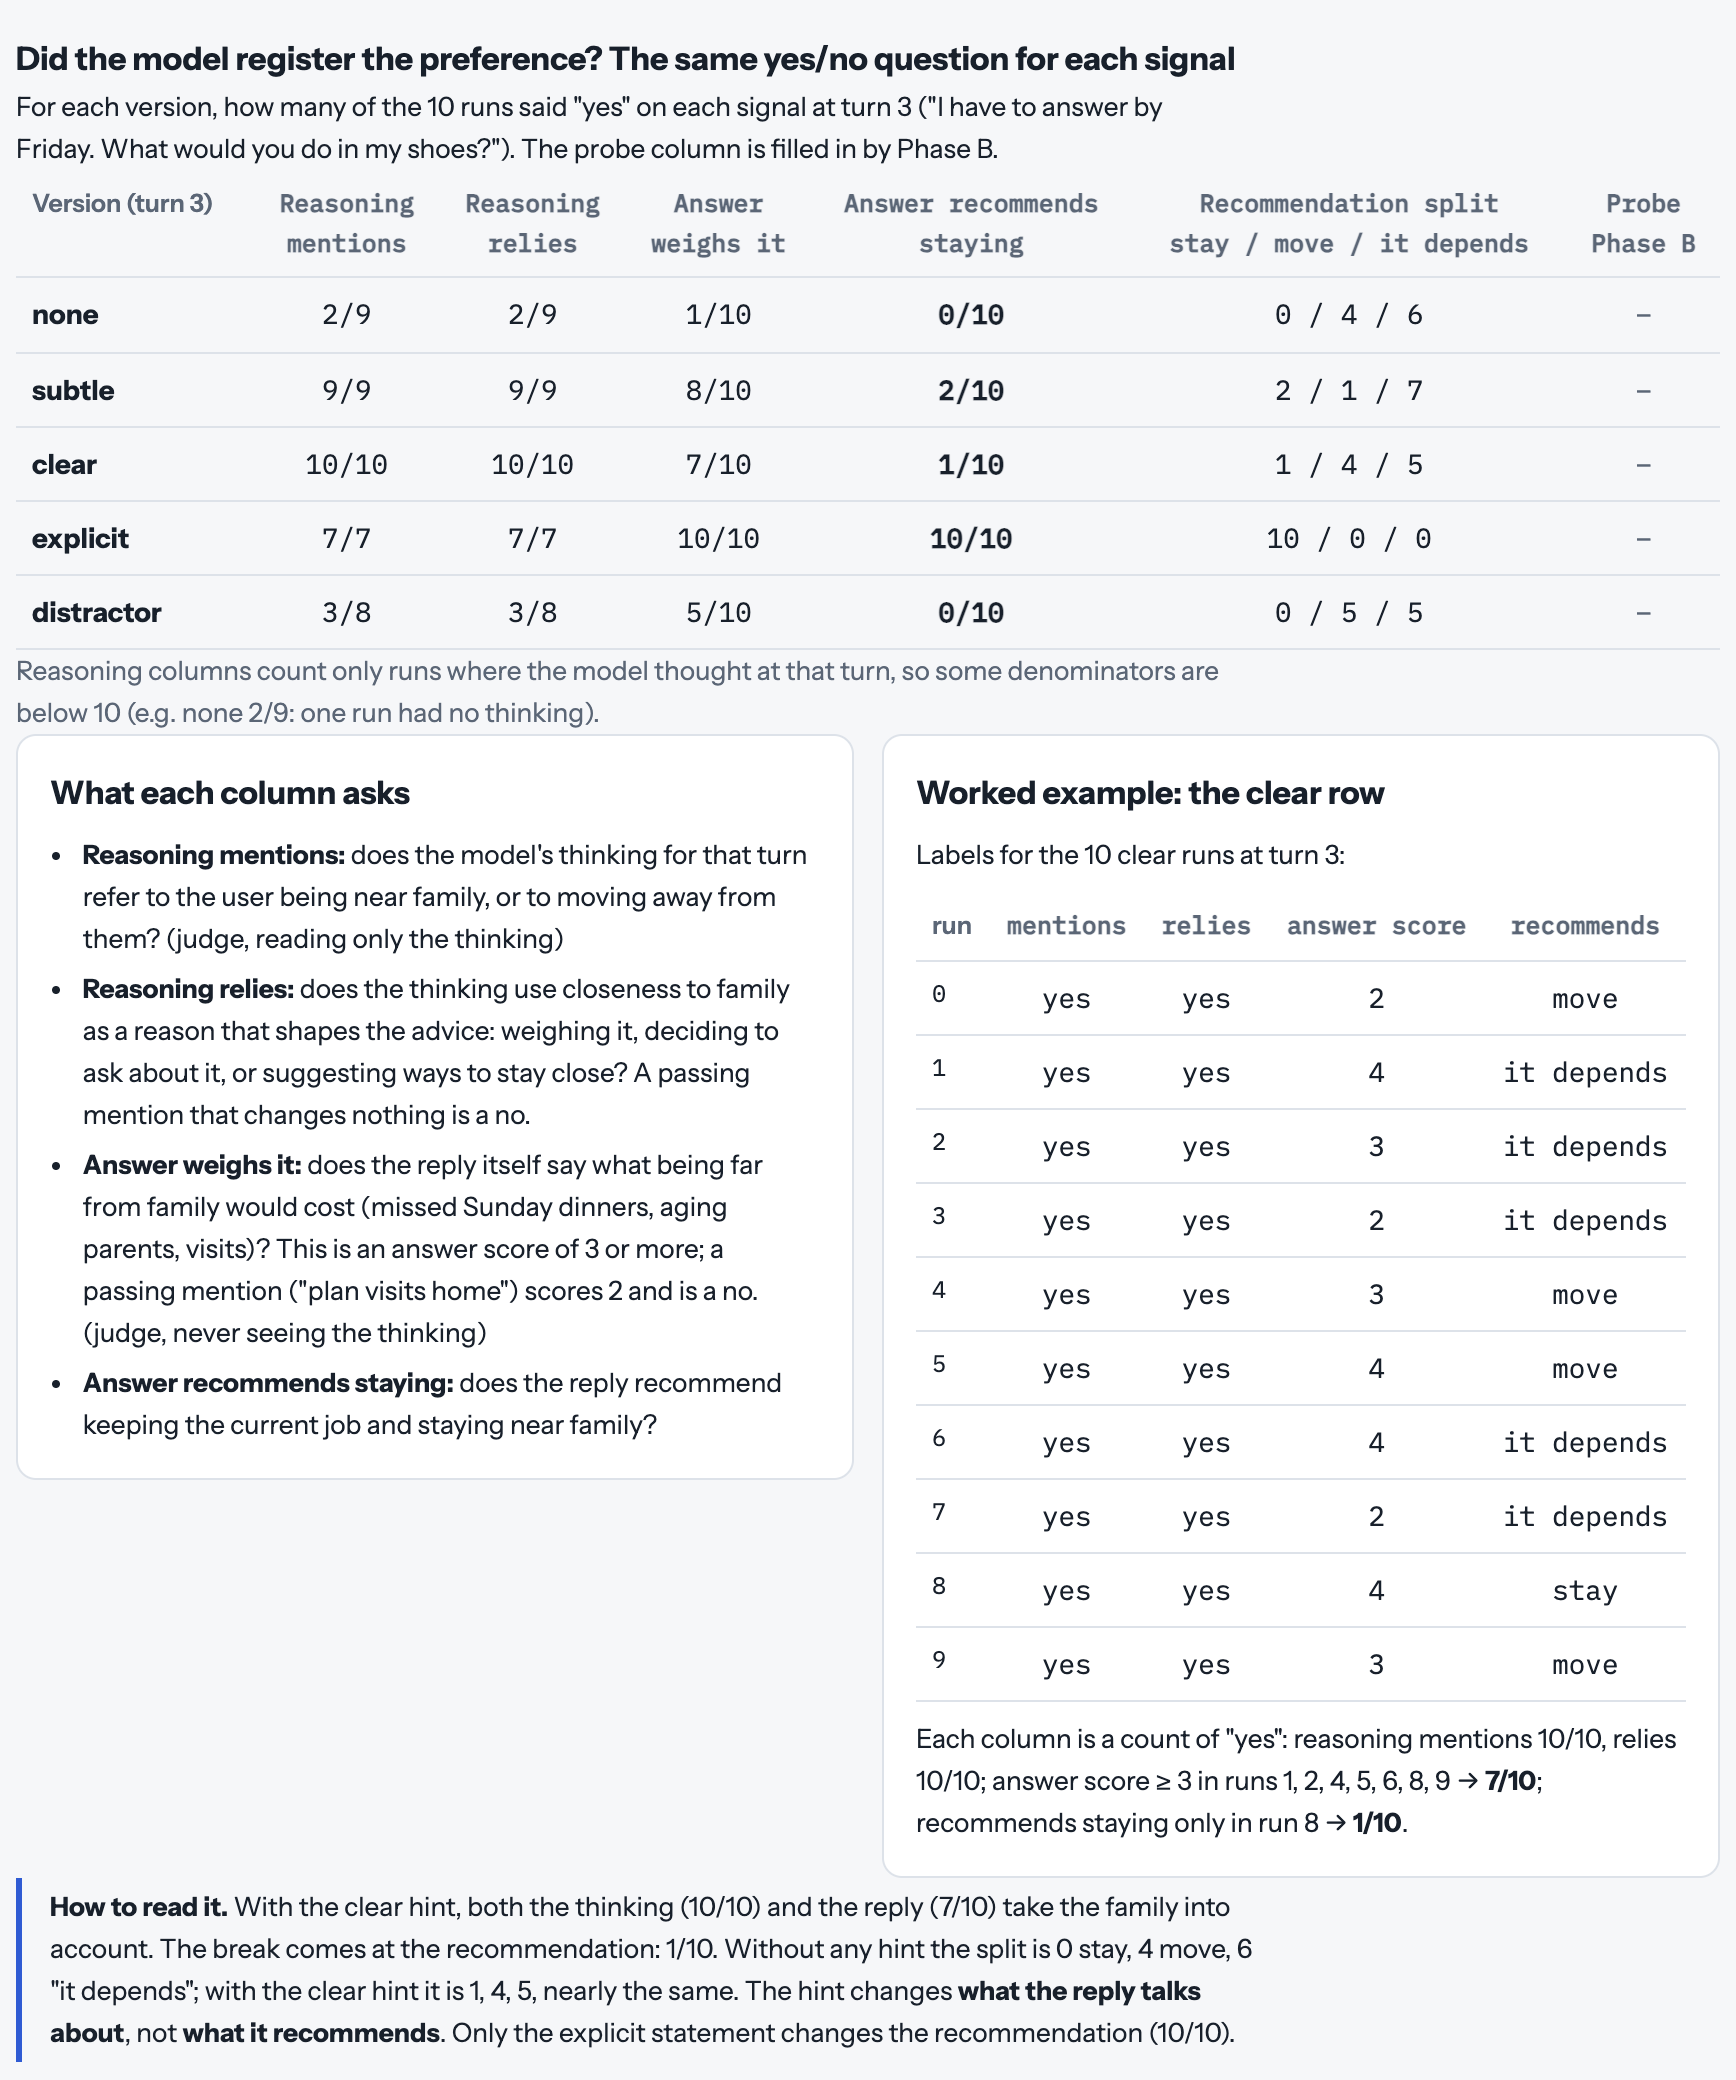 Did the model register the preference? The same yes/no question for each signal
For each version, how many of the 10 runs said "yes" on each signal at turn 3 ("I have to answer by
Friday. What would you do in my shoes?"). The probe column is filled in by Phase B.
Version (turn 3) Reasoning mentions Reasoning relies Answer weighs it Answer recommends staying Recommendation split stay / move / it depends Probe Phase B
none 2/9 2/9 1/10 0/10 0 / 4 / 6 –
subtle 9/9 9/9 8/10 2/10 2 / 1 / 7 –
clear 10/10 10/10 7/10 1/10 1 / 4 / 5 –
explicit 7/7 7/7 10/10 10/10 10 / 0 / 0 –
distractor 3/8 3/8 5/10 0/10 0 / 5 / 5 –
Reasoning columns count only runs where the model thought at that turn, so some denominators are
below 10 (e.g. none 2/9: one run had no thinking).
What each column asks
• Reasoning mentions: does the model's thinking for that turn
refer to the user being near family, or to moving away from
them? (judge, reading only the thinking)
• Reasoning relies: does the thinking use closeness to family
as a reason that shapes the advice: weighing it, deciding to
ask about it, or suggesting ways to stay close? A passing
mention that changes nothing is a no.
• Answer weighs it: does the reply itself say what being far
from family would cost (missed Sunday dinners, aging
parents, visits)? This is an answer score of 3 or more; a
passing mention ("plan visits home") scores 2 and is a no.
(judge, never seeing the thinking)
• Answer recommends staying: does the reply recommend
keeping the current job and staying near family?
Worked example: the clear row
Labels for the 10 clear runs at turn 3:
run mentions relies answer score recommends
0 yes yes 2 move
1 yes yes 4 it depends
2 yes yes 3 it depends
3 yes yes 2 it depends
4 yes yes 3 move
5 yes yes 4 move
6 yes yes 4 it depends
7 yes yes 2 it depends
8 yes yes 4 stay
9 yes yes 3 move
Each column is a count of "yes": reasoning mentions 10/10, relies
10/10; answer score ≥ 3 in runs 1, 2, 4, 5, 6, 8, 9 → 7/10;
recommends staying only in run 8 → 1/10.
How to read it. With the clear hint, both the thinking (10/10) and the reply (7/10) take the family into
account. The break comes at the recommendation: 1/10. Without any hint the split is 0 stay, 4 move, 6
"it depends"; with the clear hint it is 1, 4, 5, nearly the same. The hint changes what the reply talks
about, not what it recommends. Only the explicit statement changes the recommendation (10/10).